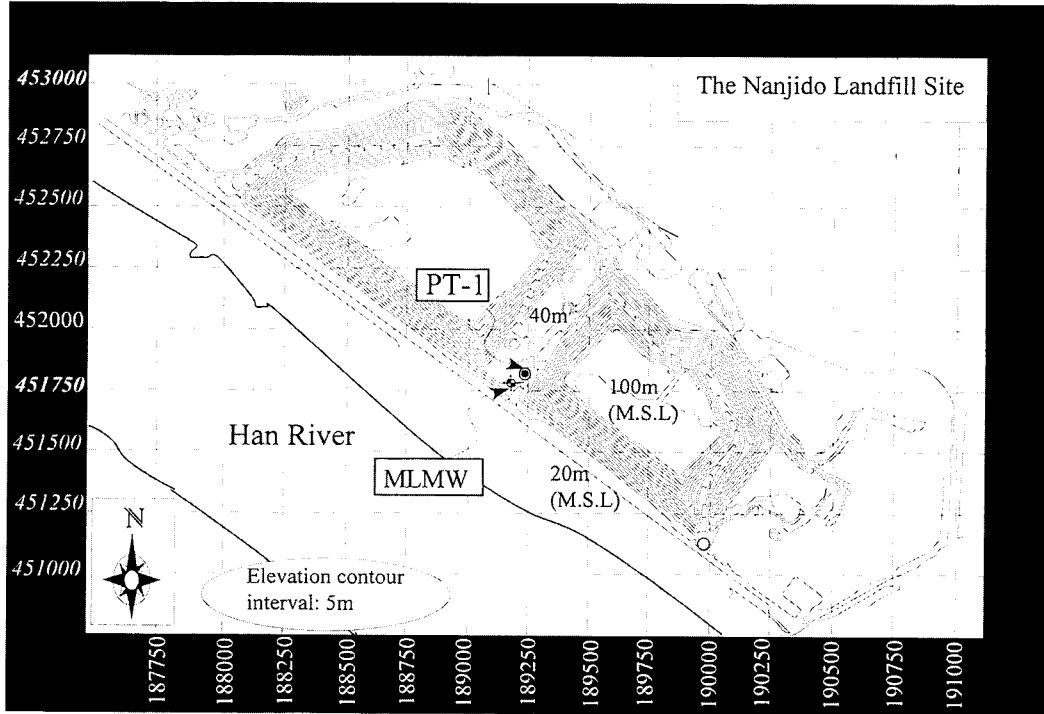 The Nanjido Landfill Site
453000
452750
452500
452250
452000
451750
451500
451250
451000
PT-1
40m
100m
(M.S.L)
Han River
MLMW
20m
(M.S.L)
N
Elevation contour
interval: 5m
187750
188000
188250
188500
188750
189000
189250
189500
189750
190000
190250
190500
190750
191000